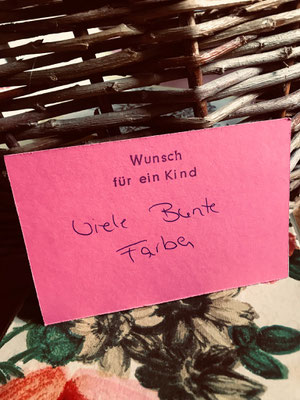 Wunsch
für ein Kind
Viele Bunte
Farben